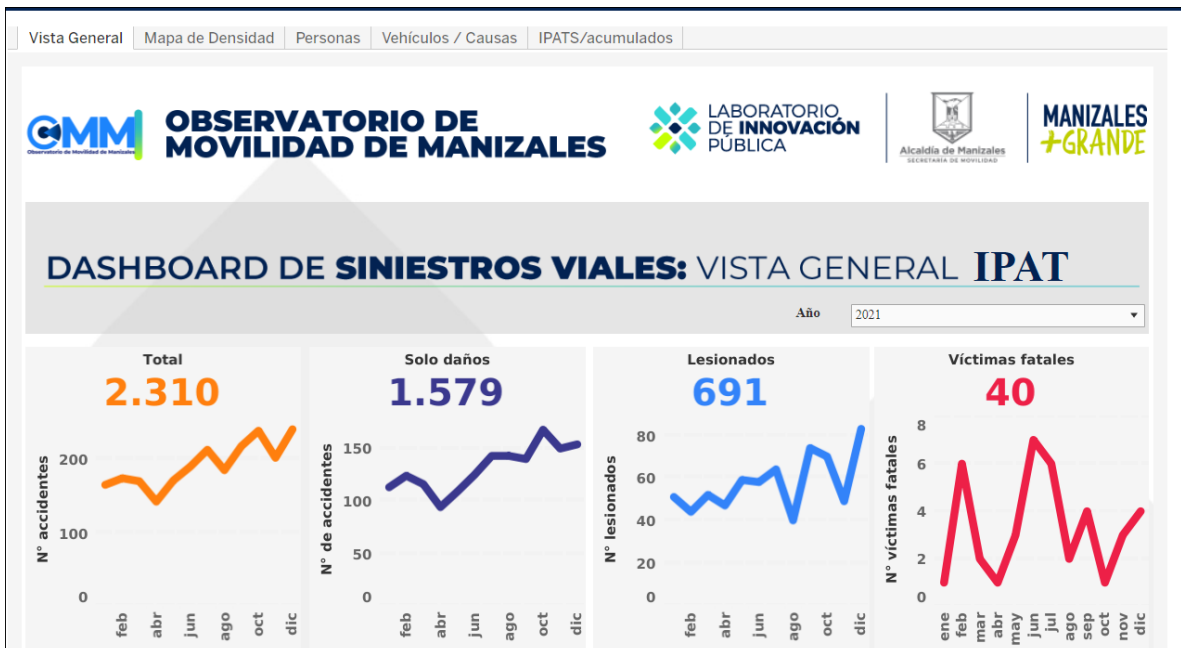 Vista General
Mapa de Densidad
Personas
Vehículos / Causas
IPATS/acumulados
OMM
Observatorio de Movilidad de Manizales
OBSERVATORIO DE
MOVILIDAD DE MANIZALES
LABORATORIO
DE INNOVACIÓN
PÚBLICA
Alcaldía de Manizales
SECRETARÍA DE MOVILIDAD
MANIZALES
+GRANDE
DASHBOARD DE SINIESTROS VIALES: VISTA GENERAL IPAT
Año
2021
Total
2.310
N° accidentes
200
100
0
feb
abr
jun
ago
oct
dic
Solo daños
1.579
N° de accidentes
150
100
50
0
feb
abr
jun
ago
oct
dic
Lesionados
691
N° lesionados
80
60
40
20
0
feb
abr
jun
ago
oct
dic
Víctimas fatales
40
N° víctimas fatales
8
6
4
2
0
ene
feb
mar
abr
may
jun
jul
ago
sep
oct
nov
dic